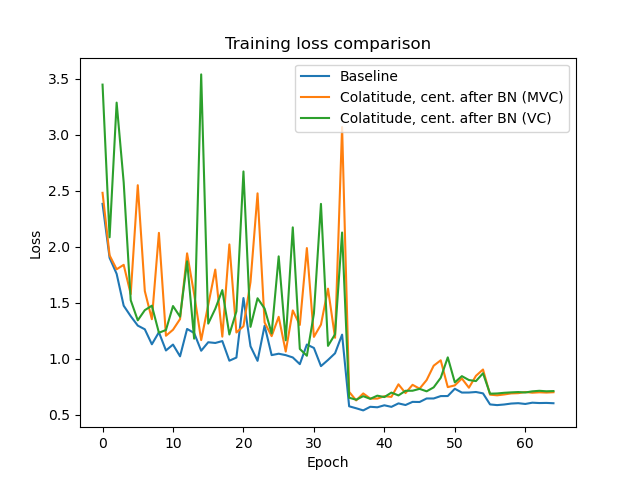 Training loss comparison
Baseline
Colatitude, cent. after BN (MVC)
Colatitude, cent. after BN (VC)
Loss
3.5
3.0
2.5
2.0
1.5
1.0
0.5
0 10 20 30 40 50 60
Epoch